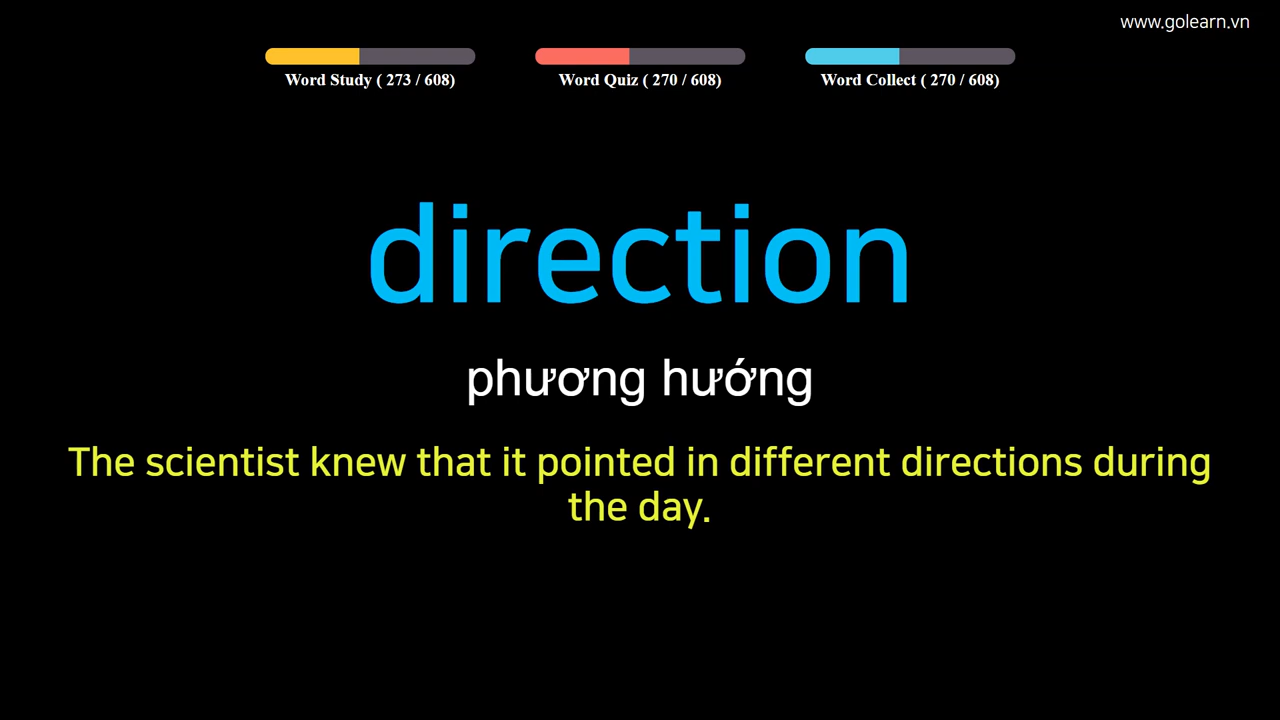 www.golearn.vn
Word Study ( 273 / 608)
Word Quiz ( 270 / 608)
Word Collect ( 270 / 608)
direction
phương hướng
The scientist knew that it pointed in different directions during
the day.